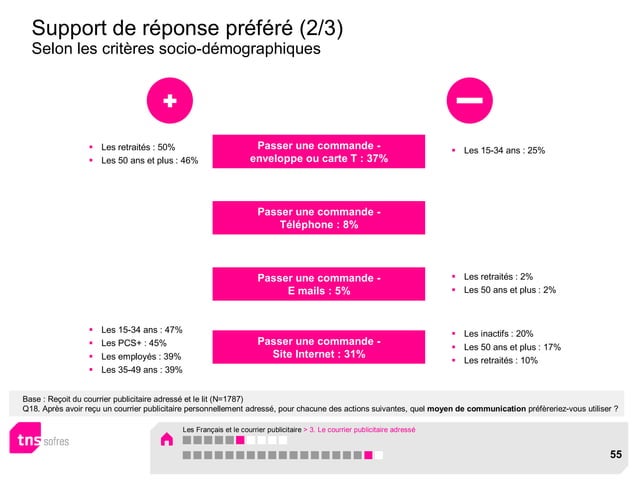 Support de réponse préféré (2/3)
Selon les critères socio-démographiques
Les retraités : 50%
Les 50 ans et plus : 46%
Passer une commande -
enveloppe ou carte T : 37%
Les 15-34 ans : 25%
Passer une commande -
Téléphone : 8%
Passer une commande -
E mails : 5%
Les retraités : 2%
Les 50 ans et plus : 2%
Les 15-34 ans : 47%
Les PCS+ : 45%
Les employés : 39%
Les 35-49 ans : 39%
Passer une commande -
Site Internet : 31%
Les inactifs : 20%
Les 50 ans et plus : 17%
Les retraités : 10%
Base : Reçoit du courrier publicitaire adressé et le lit (N=1787)
Q18. Après avoir reçu un courrier publicitaire personnellement adressé, pour chacune des actions suivantes, quel moyen de communication préfèreriez-vous utiliser ?
tns sofres
Les Français et le courrier publicitaire > 3. Le courrier publicitaire adressé
55